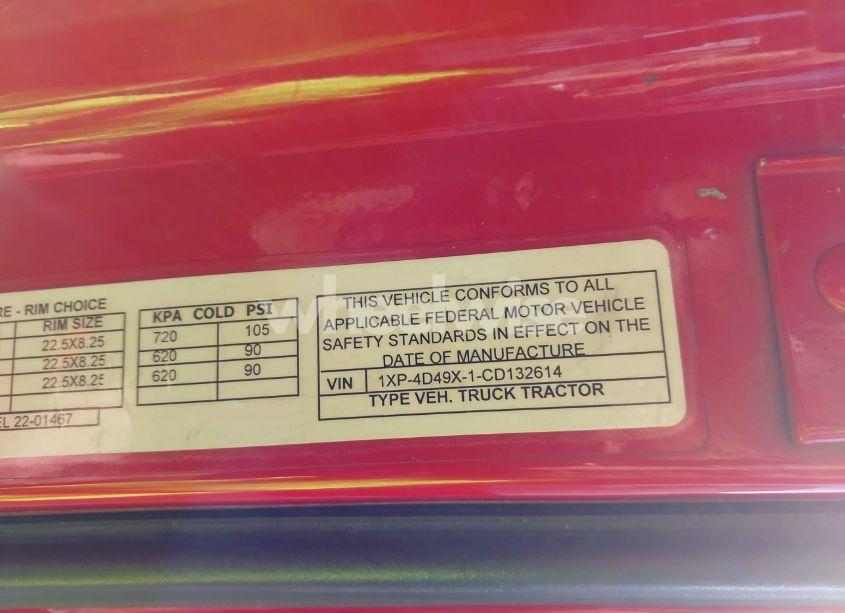 RE - RIM CHOICE
RIM SIZE
22.5X8.25
22.5X8.25
22.5X8.25
EL 22-01467
KPA COLD PSI
720 105
620 90
620 90
THIS VEHICLE CONFORMS TO ALL
APPLICABLE FEDERAL MOTOR VEHICLE
SAFETY STANDARDS IN EFFECT ON THE
DATE OF MANUFACTURE
VIN 1XP-4D49X-1-CD132614
TYPE VEH. TRUCK TRACTOR